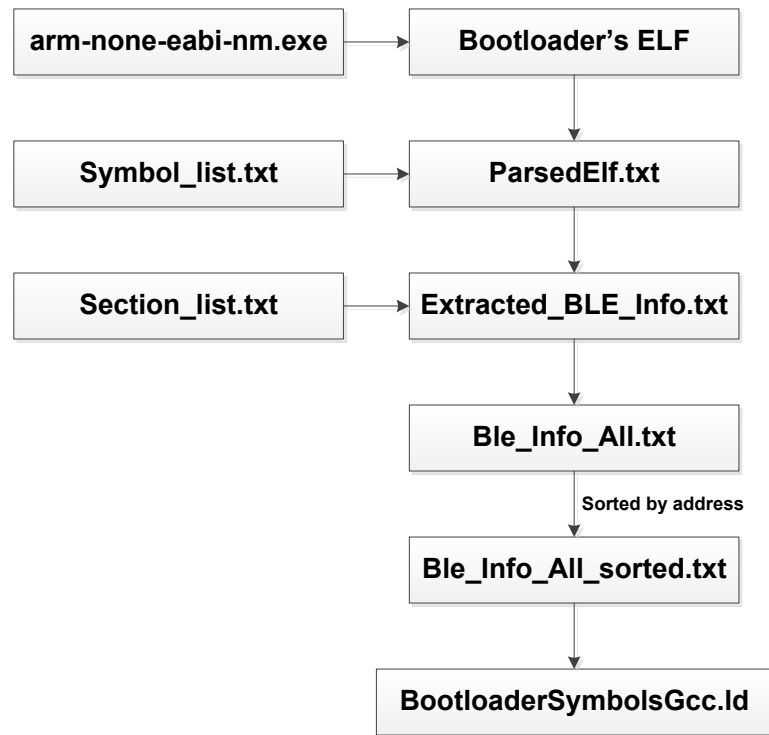 arm-none-eabi-nm.exe
Bootloader’s ELF
Symbol_list.txt
ParsedElf.txt
Section_list.txt
Extracted_BLE_Info.txt
Ble_Info_All.txt
Sorted by address
Ble_Info_All_sorted.txt
BootloaderSymbolsGcc.ld